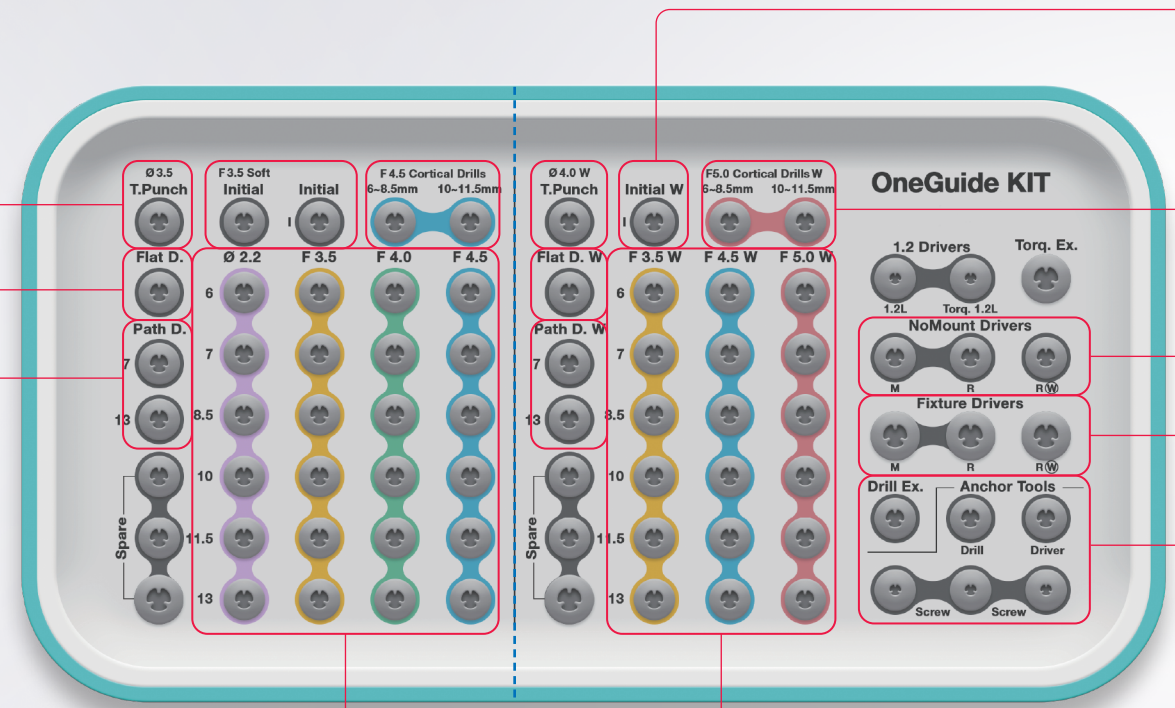 Ø 3.5
T.Punch
F 3.5 Soft
Initial
Initial
I
F 4.5 Cortical Drills
6~8.5mm 10~11.5mm
Flat D.
Ø 2.2 F 3.5 F 4.0 F 4.5
6
Path D.
7
7
13
8.5
10
Spare
11.5
13
Ø 4.0 W
T.Punch
Initial W
I
F5.0 Cortical Drills W
6~8.5mm 10~11.5mm
Flat D. W
F 3.5 W F 4.5 W F 5.0 W
6
Path D. W
7
7
13
8.5
10
Spare
11.5
13
OneGuide KIT
1.2 Drivers
Torq. Ex.
1.2L Torq. 1.2L
NoMount Drivers
M R R Ⓦ
Fixture Drivers
M R R Ⓦ
Drill Ex.
Anchor Tools
Drill Driver
Screw Screw